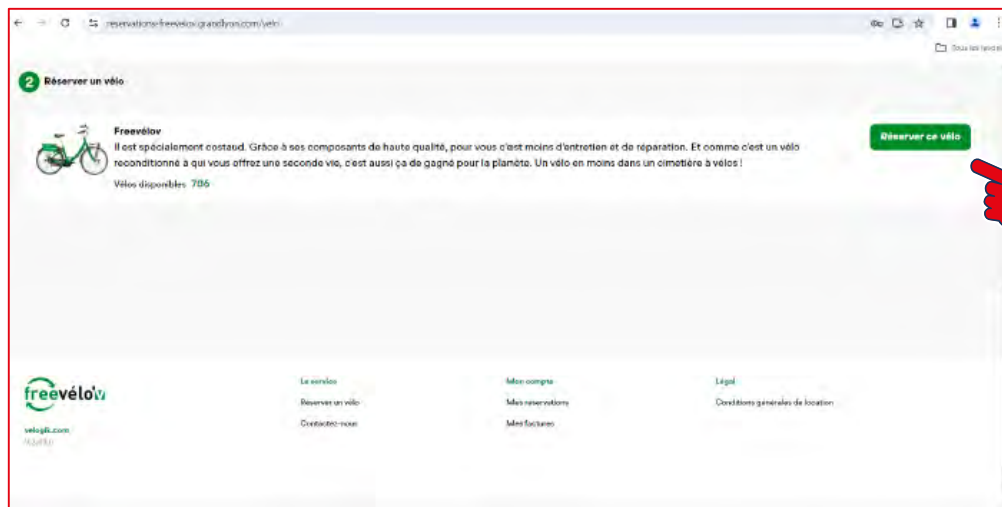 reservations-freevelov.grandlyon.com/velo
Tous les favoris
2 Réserver un vélo
Freevélov
Il est spécialement costaud. Grâce à ses composants de haute qualité, pour vous c'est moins d'entretien et de réparation. Et comme c'est un vélo
reconditionné à qui vous offrez une seconde vie, c'est aussi ça de gagné pour la planète. Un vélo en moins dans un cimetière à vélos !
Vélos disponibles 786
Réserver ce vélo
freevélo'v
velogik.com
Le service
Réserver un vélo
Contactez-nous
Mon compte
Mes réservations
Mes factures
Légal
Conditions générales de location